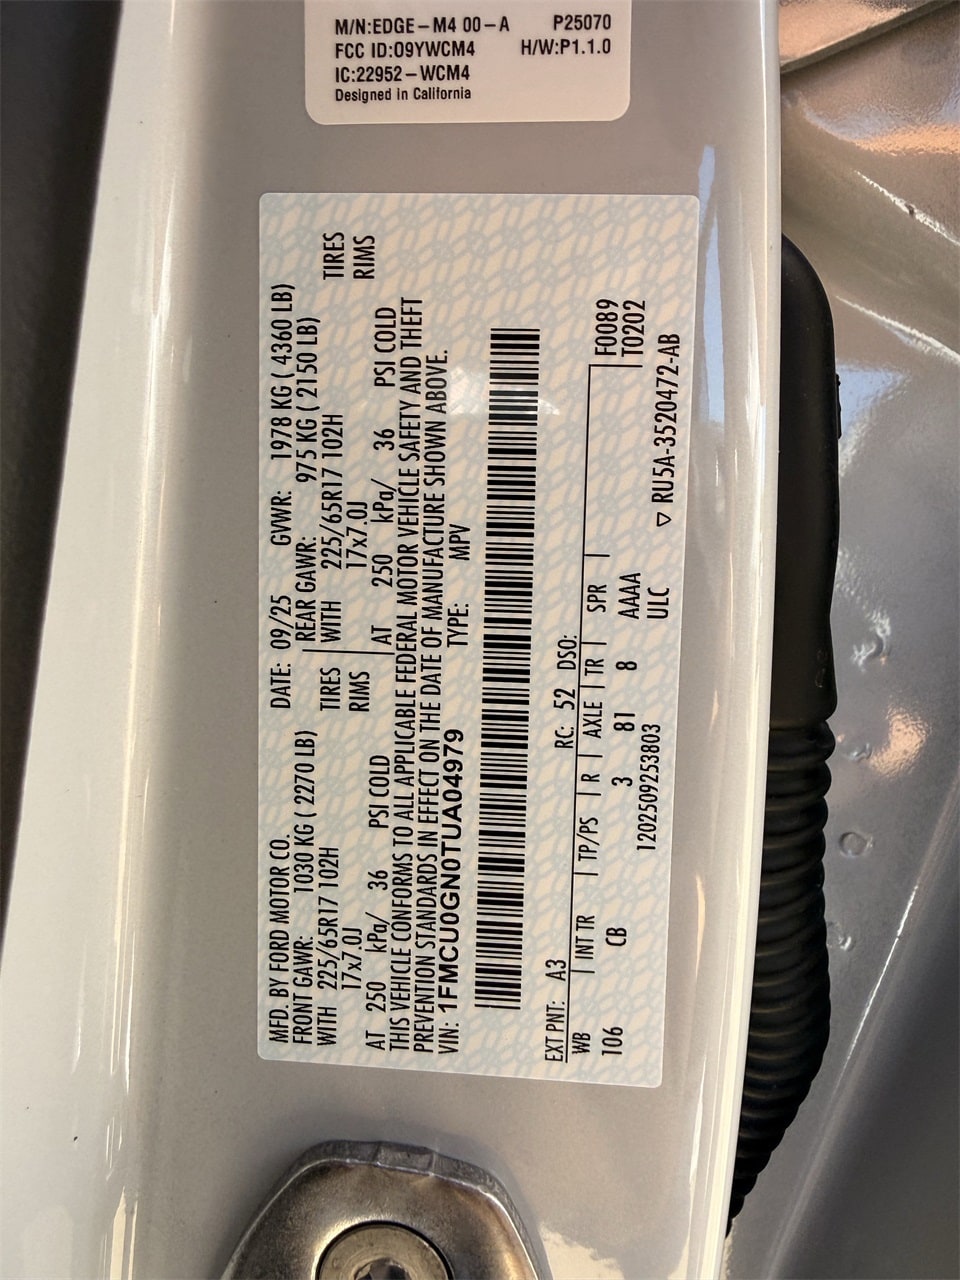 M/N:EDGE-M4 00-A P25070
FCC ID:O9YWCM4 H/W:P1.1.0
IC:22952-WCM4
Designed in California
MFD. BY FORD MOTOR CO. DATE: 09/25 GVWR: 1978 KG ( 4360 LB)
FRONT GAWR: 1030 KG ( 2270 LB) REAR GAWR: 975 KG ( 2150 LB)
WITH 225/65R17 102H TIRES WITH 225/65R17 102H TIRES
17x7.0J RIMS 17x7.0J RIMS
AT 250 kPa/ 36 PSI COLD AT 250 kPa/ 36 PSI COLD
THIS VEHICLE CONFORMS TO ALL APPLICABLE FEDERAL MOTOR VEHICLE SAFETY AND THEFT
PREVENTION STANDARDS IN EFFECT ON THE DATE OF MANUFACTURE SHOWN ABOVE.
VIN: 1FMCU0GN0TUA04979 TYPE: MPV
EXT PNT: A3 RC: 52 DSO:
WB INT TR TP/PS R AXLE TR SPR F0089
106 CB 3 81 8 AAAA T0202
1202509253803 ULC ▽ RU5A-3520472-AB